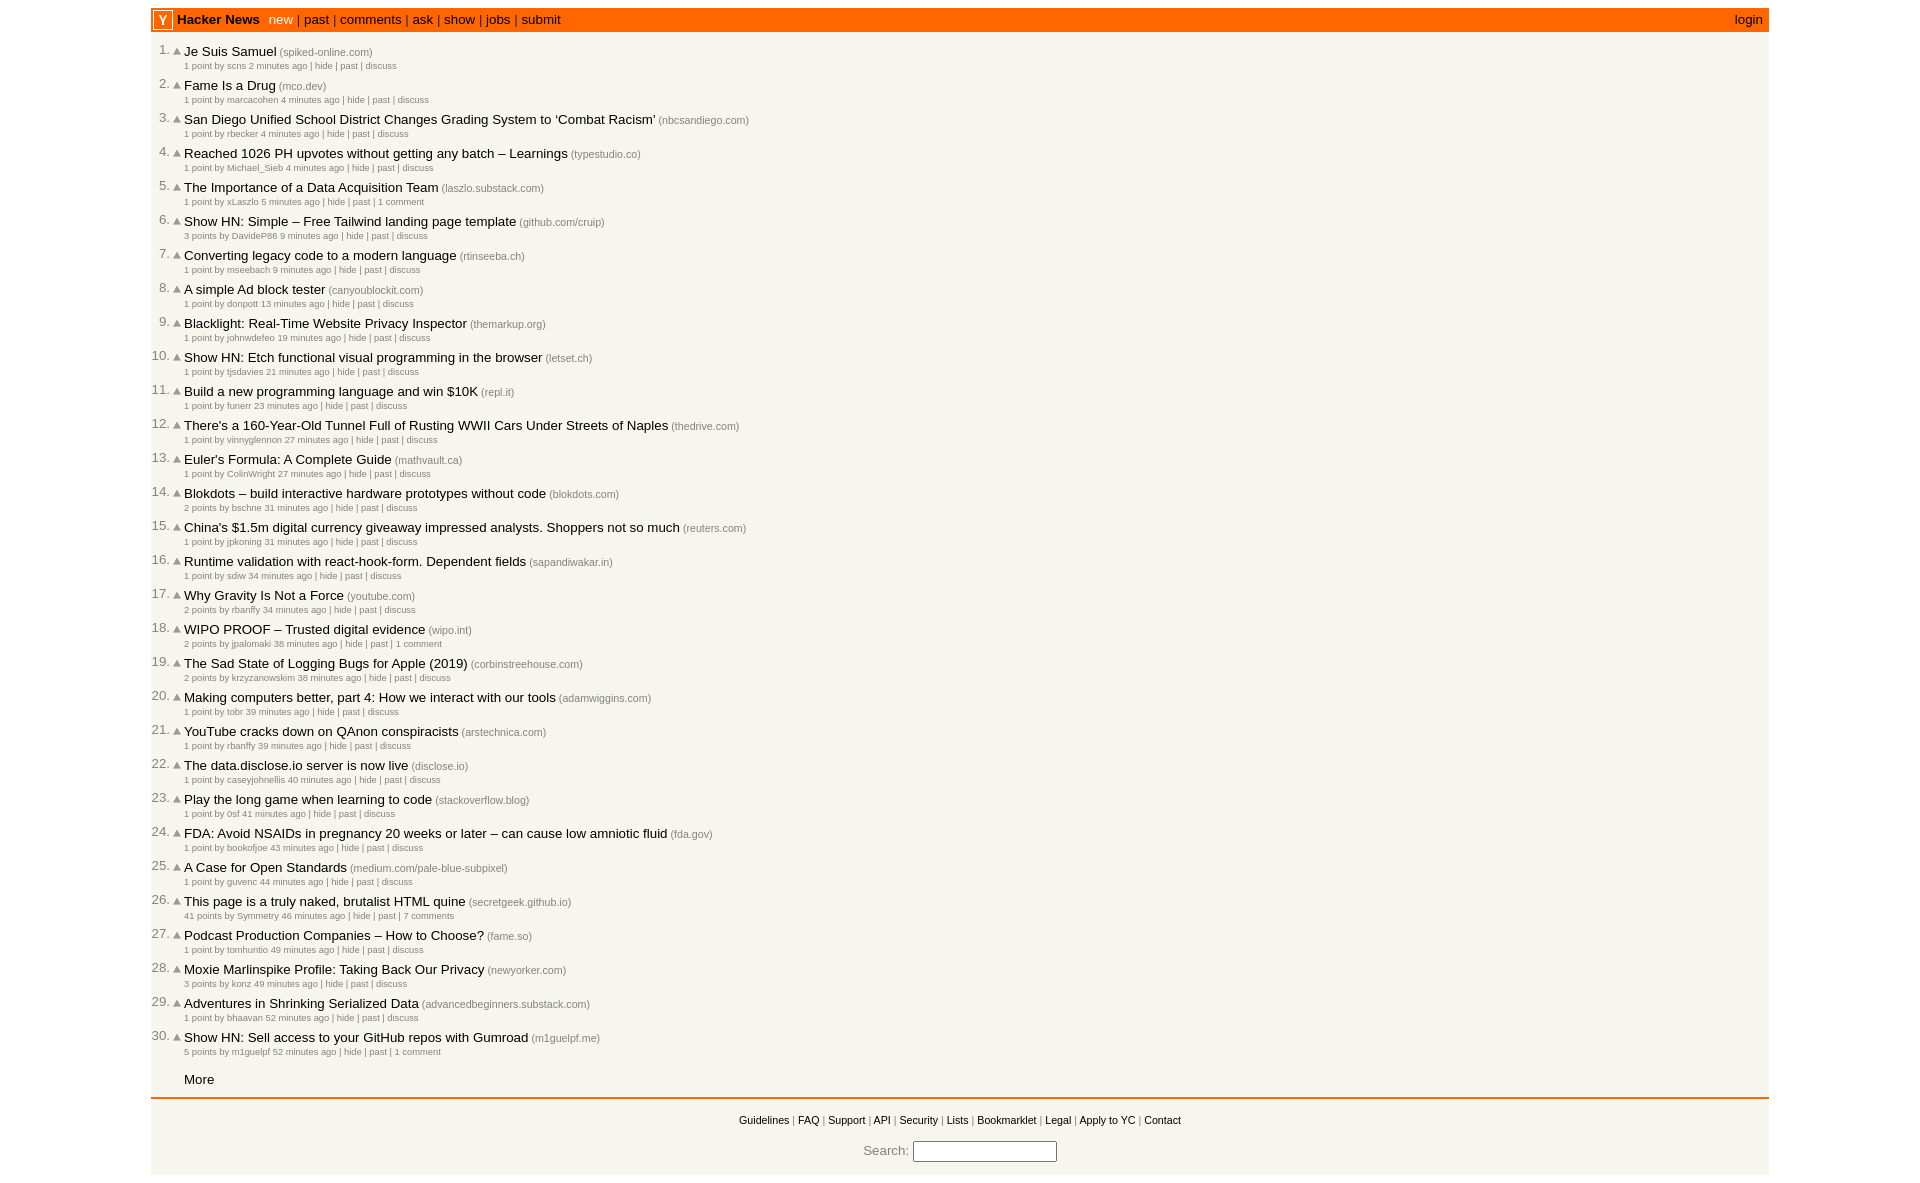 Y Hacker News new | past | comments | ask | show | jobs | submit login
1. Je Suis Samuel (spiked-online.com)
1 point by scns 2 minutes ago | hide | past | discuss
2. Fame Is a Drug (mco.dev)
1 point by marcacohen 4 minutes ago | hide | past | discuss
3. San Diego Unified School District Changes Grading System to ‘Combat Racism’ (nbcsandiego.com)
1 point by rbecker 4 minutes ago | hide | past | discuss
4. Reached 1026 PH upvotes without getting any batch – Learnings (typestudio.co)
1 point by Michael_Sieb 4 minutes ago | hide | past | discuss
5. The Importance of a Data Acquisition Team (laszlo.substack.com)
1 point by xLaszlo 5 minutes ago | hide | past | 1 comment
6. Show HN: Simple – Free Tailwind landing page template (github.com/cruip)
3 points by DavideP86 9 minutes ago | hide | past | discuss
7. Converting legacy code to a modern language (rtinseeba.ch)
1 point by mseebach 9 minutes ago | hide | past | discuss
8. A simple Ad block tester (canyoublockit.com)
1 point by donpott 13 minutes ago | hide | past | discuss
9. Blacklight: Real-Time Website Privacy Inspector (themarkup.org)
1 point by johnwdefeo 19 minutes ago | hide | past | discuss
10. Show HN: Etch functional visual programming in the browser (letset.ch)
1 point by tjsdavies 21 minutes ago | hide | past | discuss
11. Build a new programming language and win $10K (repl.it)
1 point by funerr 23 minutes ago | hide | past | discuss
12. There's a 160-Year-Old Tunnel Full of Rusting WWII Cars Under Streets of Naples (thedrive.com)
1 point by vinnyglennon 27 minutes ago | hide | past | discuss
13. Euler's Formula: A Complete Guide (mathvault.ca)
1 point by ColinWright 27 minutes ago | hide | past | discuss
14. Blokdots – build interactive hardware prototypes without code (blokdots.com)
2 points by bschne 31 minutes ago | hide | past | discuss
15. China's $1.5m digital currency giveaway impressed analysts. Shoppers not so much (reuters.com)
1 point by jpkoning 31 minutes ago | hide | past | discuss
16. Runtime validation with react-hook-form. Dependent fields (sapandiwakar.in)
1 point by sdiw 34 minutes ago | hide | past | discuss
17. Why Gravity Is Not a Force (youtube.com)
2 points by rbanffy 34 minutes ago | hide | past | discuss
18. WIPO PROOF – Trusted digital evidence (wipo.int)
2 points by jpalomaki 38 minutes ago | hide | past | 1 comment
19. The Sad State of Logging Bugs for Apple (2019) (corbinstreehouse.com)
2 points by krzyzanowskim 38 minutes ago | hide | past | discuss
20. Making computers better, part 4: How we interact with our tools (adamwiggins.com)
1 point by tobr 39 minutes ago | hide | past | discuss
21. YouTube cracks down on QAnon conspiracists (arstechnica.com)
1 point by rbanffy 39 minutes ago | hide | past | discuss
22. The data.disclose.io server is now live (disclose.io)
1 point by caseyjohnellis 40 minutes ago | hide | past | discuss
23. Play the long game when learning to code (stackoverflow.blog)
1 point by 0sf 41 minutes ago | hide | past | discuss
24. FDA: Avoid NSAIDs in pregnancy 20 weeks or later – can cause low amniotic fluid (fda.gov)
1 point by bookofjoe 43 minutes ago | hide | past | discuss
25. A Case for Open Standards (medium.com/pale-blue-subpixel)
1 point by guvenc 44 minutes ago | hide | past | discuss
26. This page is a truly naked, brutalist HTML quine (secretgeek.github.io)
41 points by Symmetry 46 minutes ago | hide | past | 7 comments
27. Podcast Production Companies – How to Choose? (fame.so)
1 point by tomhuntio 49 minutes ago | hide | past | discuss
28. Moxie Marlinspike Profile: Taking Back Our Privacy (newyorker.com)
3 points by konz 49 minutes ago | hide | past | discuss
29. Adventures in Shrinking Serialized Data (advancedbeginners.substack.com)
1 point by bhaavan 52 minutes ago | hide | past | discuss
30. Show HN: Sell access to your GitHub repos with Gumroad (m1guelpf.me)
5 points by m1guelpf 52 minutes ago | hide | past | 1 comment
More
Guidelines | FAQ | Support | API | Security | Lists | Bookmarklet | Legal | Apply to YC | Contact
Search: